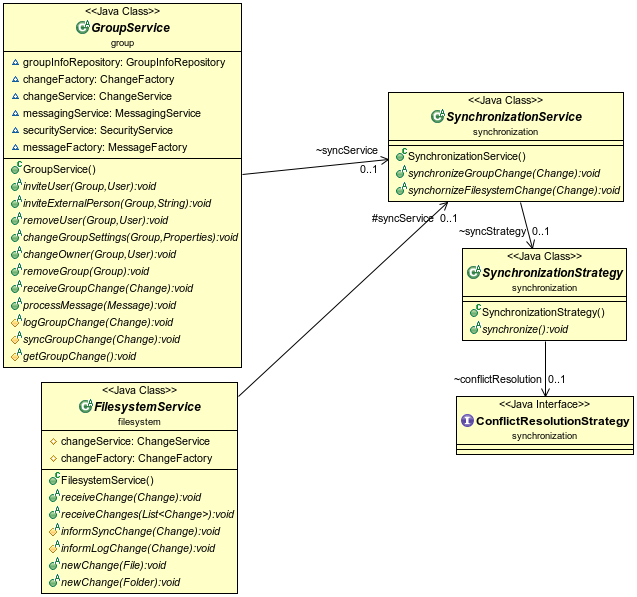 <<Java Class>>
GroupService
group
groupInfoRepository: GroupInfoRepository
changeFactory: ChangeFactory
changeService: ChangeService
messagingService: MessagingService
securityService: SecurityService
messageFactory: MessageFactory
GroupService()
inviteUser(Group,User):void
inviteExternalPerson(Group,String):void
removeUser(Group,User):void
changeGroupSettings(Group,Properties):void
changeOwner(Group,User):void
removeGroup(Group):void
receiveGroupChange(Change):void
processMessage(Message):void
logGroupChange(Change):void
syncGroupChange(Change):void
getGroupChange():void
~syncService
0..1
<<Java Class>>
SynchronizationService
synchronization
SynchronizationService()
synchronizeGroupChange(Change):void
synchornizeFilesystemChange(Change):void
#syncService 0..1
~syncStrategy 0..1
<<Java Class>>
SynchronizationStrategy
synchronization
SynchronizationStrategy()
synchronize():void
~conflictResolution 0..1
<<Java Interface>>
ConflictResolutionStrategy
synchronization
<<Java Class>>
FilesystemService
filesystem
changeService: ChangeService
changeFactory: ChangeFactory
FilesystemService()
receiveChange(Change):void
receiveChanges(List<Change>):void
informSyncChange(Change):void
informLogChange(Change):void
newChange(File):void
newChange(Folder):void